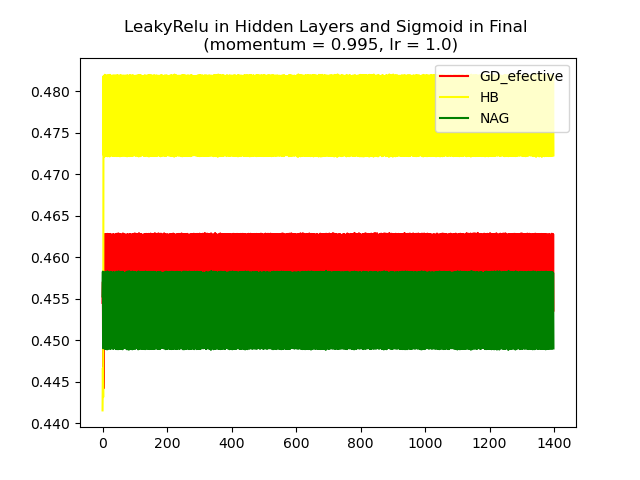 LeakyRelu in Hidden Layers and Sigmoid in Final
(momentum = 0.995, lr = 1.0)
GD_efective
HB
NAG
0.480
0.475
0.470
0.465
0.460
0.455
0.450
0.445
0.440
0 200 400 600 800 1000 1200 1400